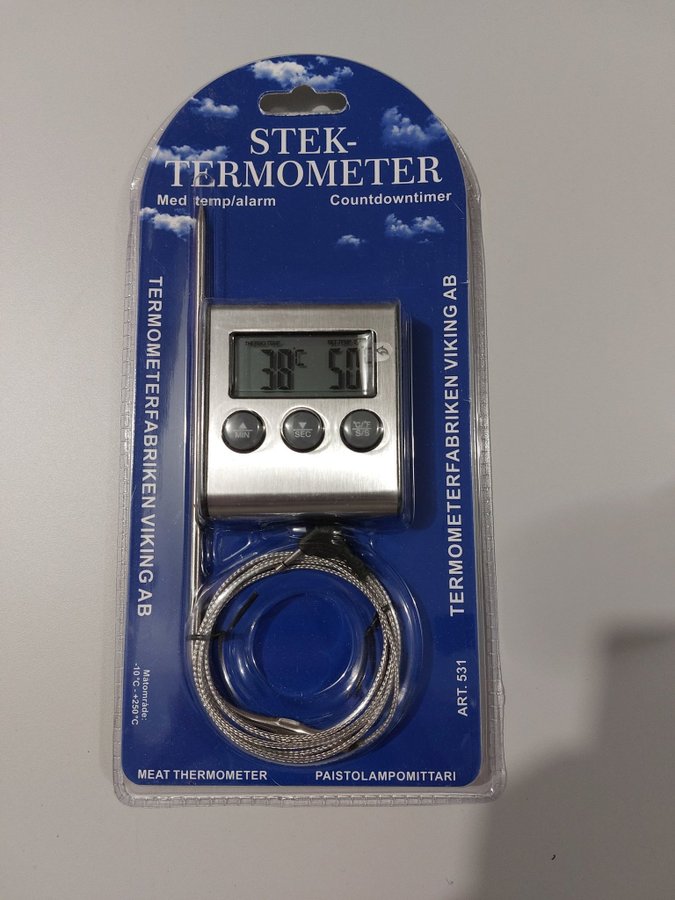 STEK-
TERMOMETER
Med temp/alarm
Countdowntimer
TERMOMETERFABRIKEN VIKING AB
TERMOMETERFABRIKEN VIKING AB
38°C
50
MIN
SEC
°C/°F
S/S
Mätområde:
-10°C - +250°C
ART. 531
MEAT THERMOMETER
PAISTOLAMPOMITTARI